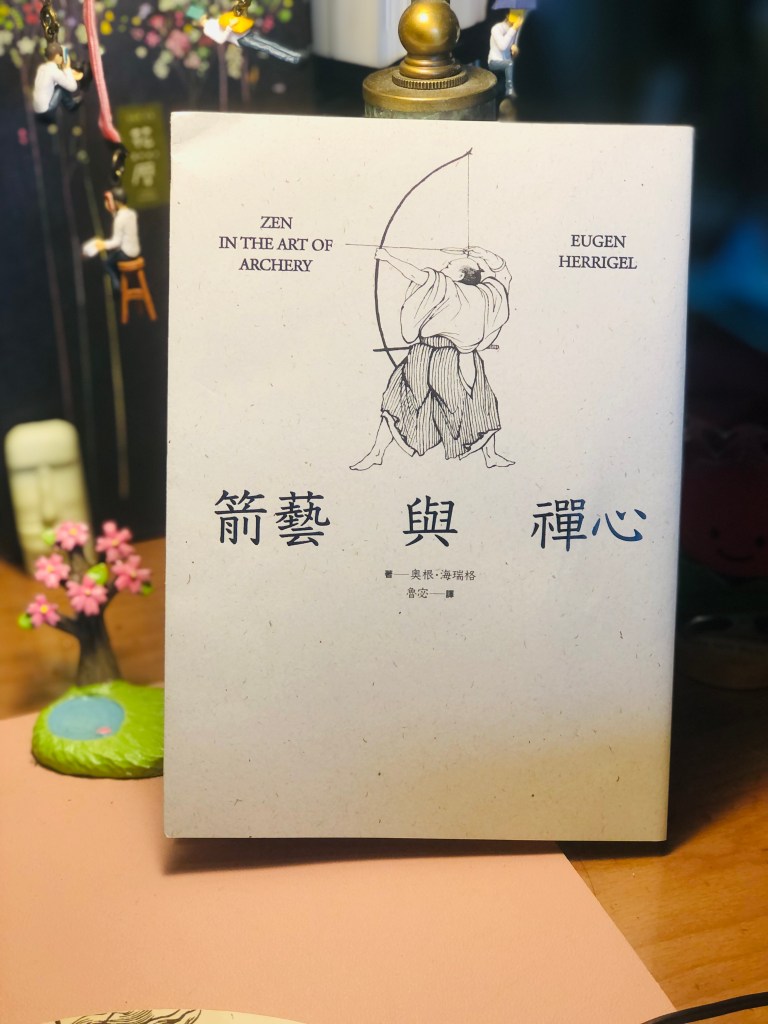 ZEN
IN THE ART OF
ARCHERY
EUGEN
HERRIGEL
箭藝 與 禪心
著──奧根·海瑞格
魯宓──譯